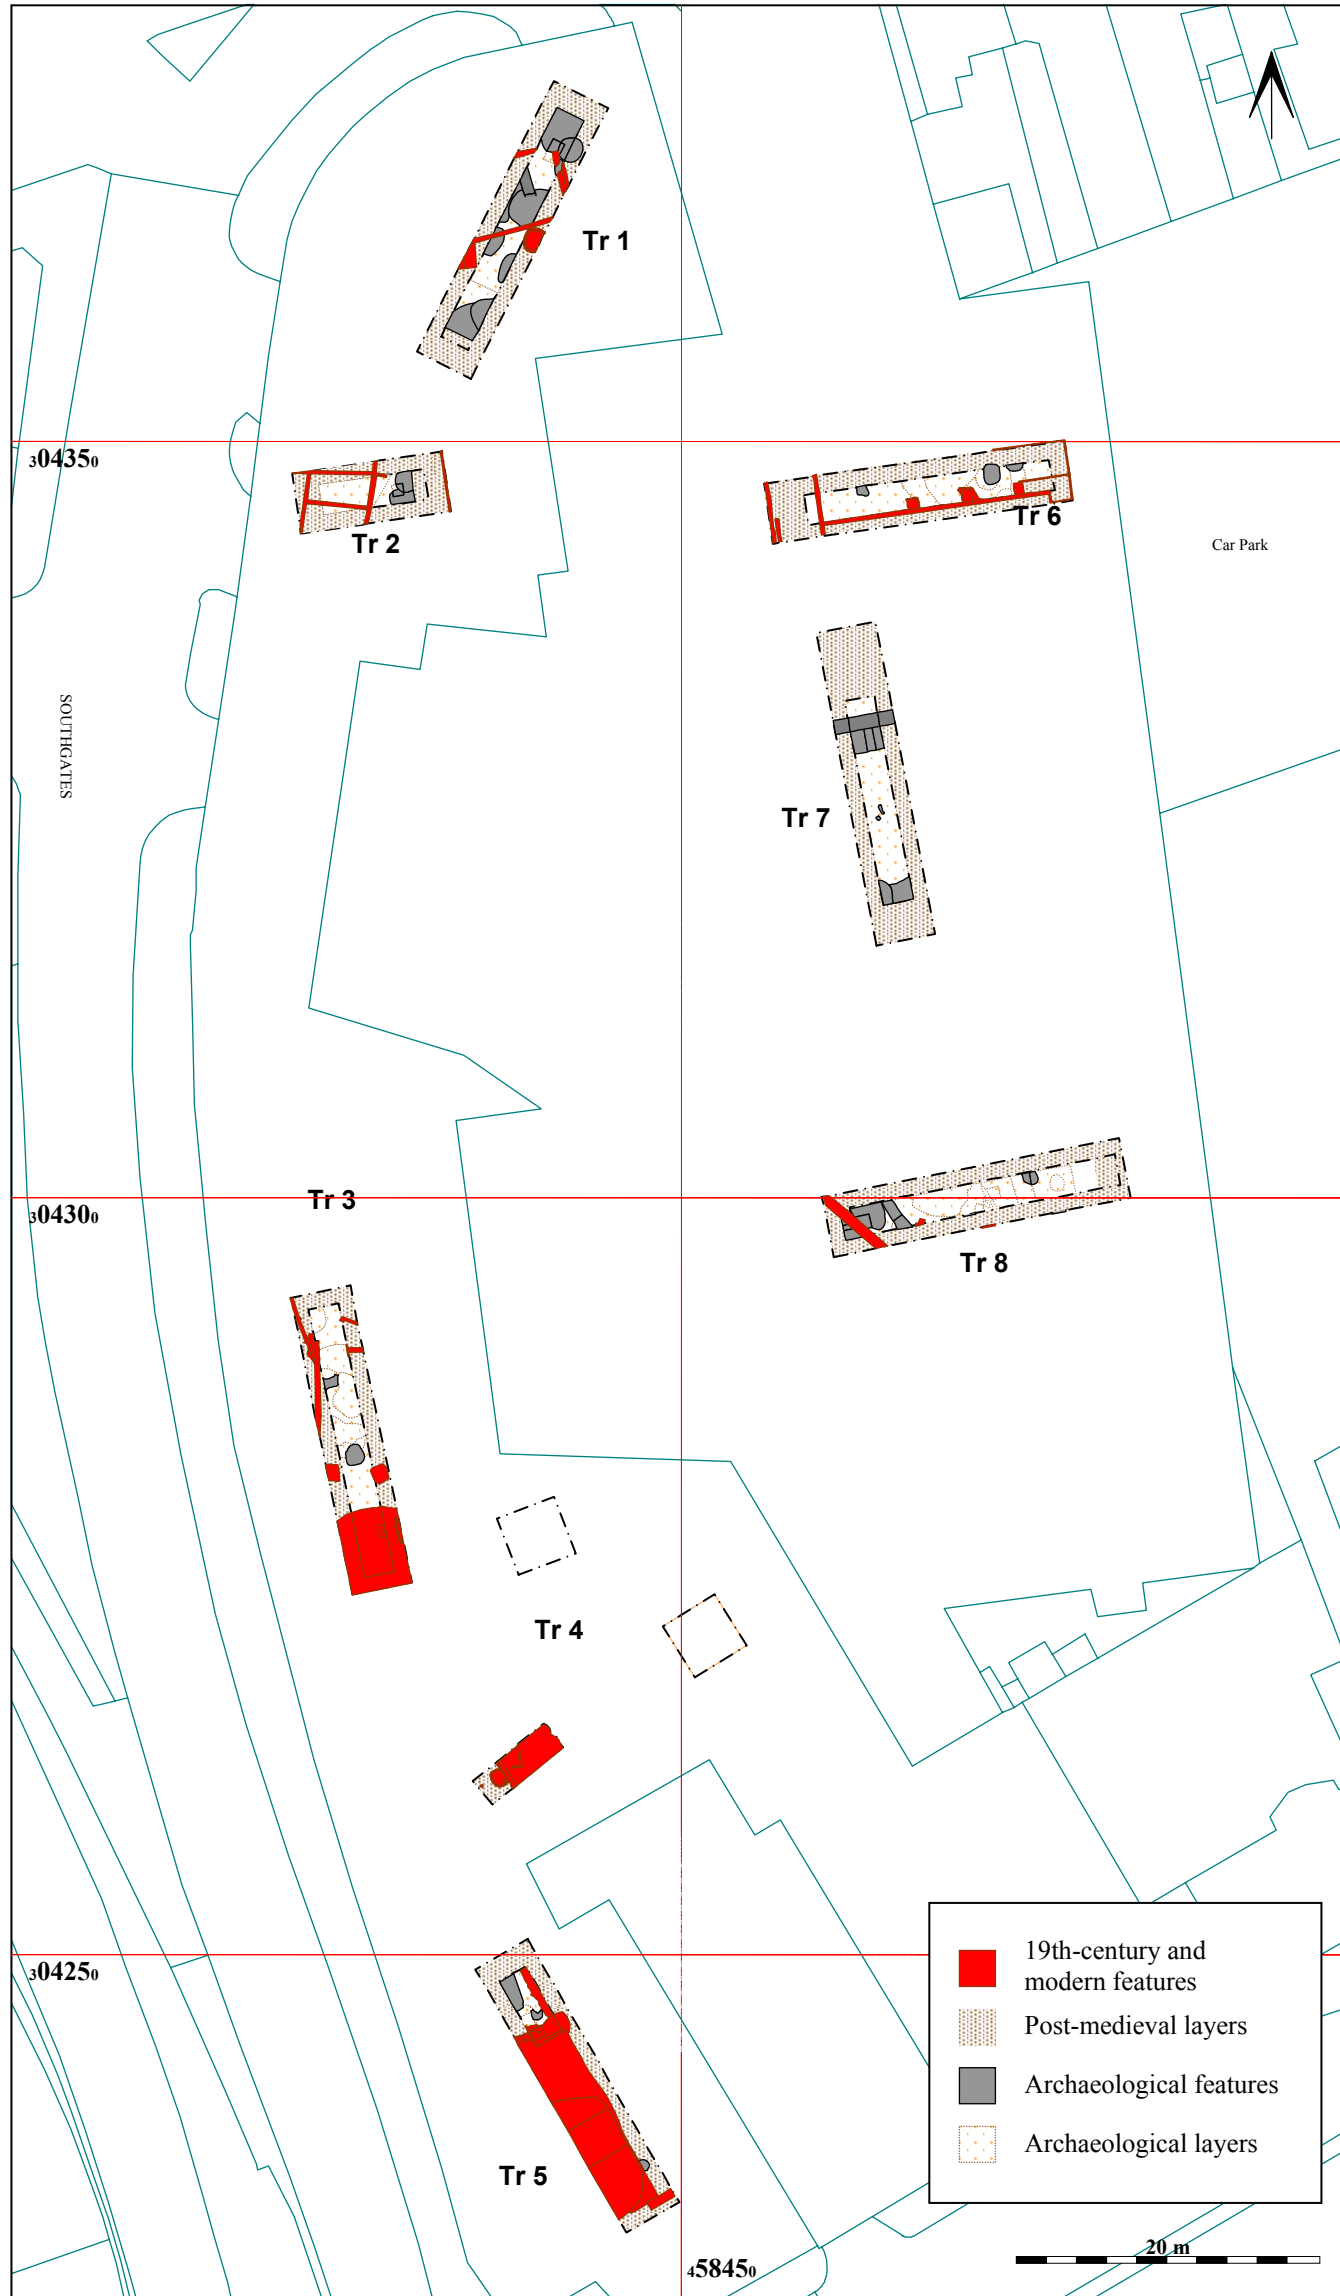 Tr 1
304350
Tr 2
Tr 6
Car Park
SOUTHGATES
Tr 7
Tr 3
304300
Tr 8
Tr 4
304250
Tr 5
19th-century and
modern features
Post-medieval layers
Archaeological features
Archaeological layers
20 m
458450